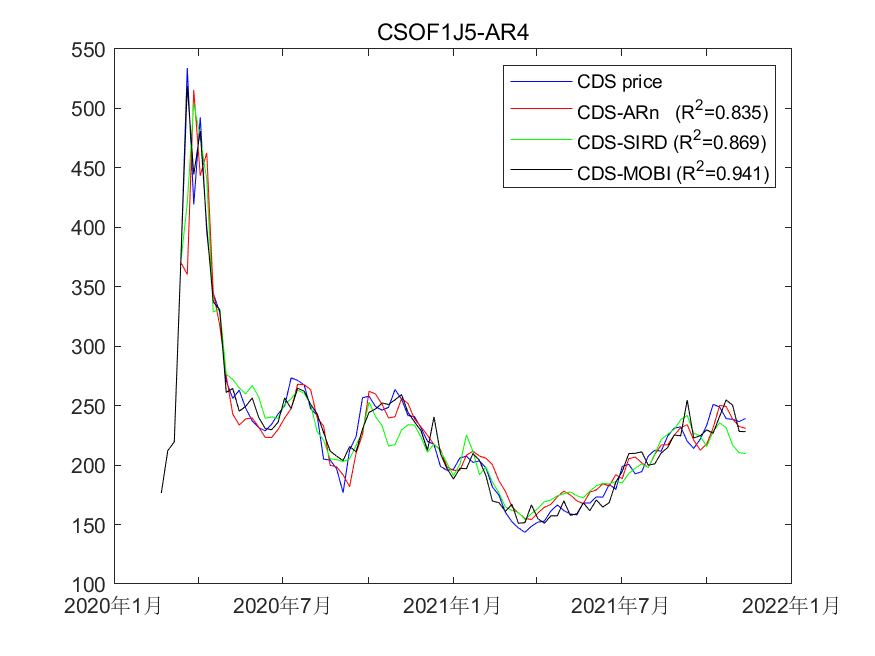 CSOF1J5-AR4
550
500
450
400
350
300
250
200
150
100
2020年1月
2020年7月
2021年1月
2021年7月
2022年1月
CDS price
CDS-ARn (R²=0.835)
CDS-SIRD (R²=0.869)
CDS-MOBI (R²=0.941)